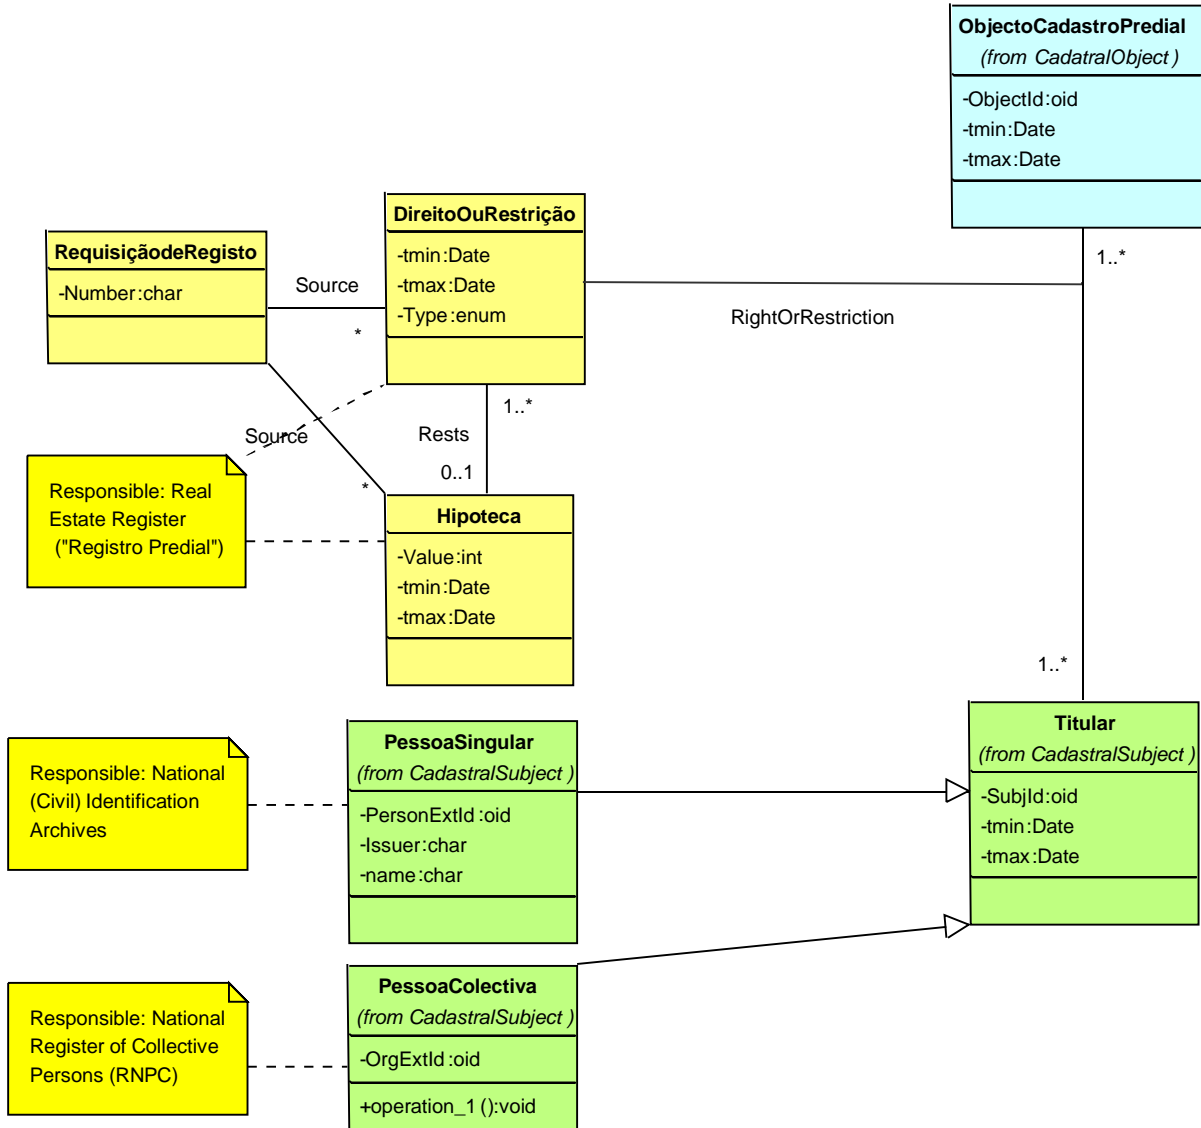 ObjectoCadastroPredial
(from CadatralObject )
-ObjectId:oid
-tmin:Date
-tmax:Date
1..*
DireitoOuRestrição
-tmin:Date
-tmax:Date
-Type:enum
RequisiçãodeRegisto
-Number:char
Source
*
RightOrRestriction
1..*
Rests
0..1
Source
*
Responsible: Real
Estate Register
("Registro Predial")
Hipoteca
-Value:int
-tmin:Date
-tmax:Date
1..*
Titular
(from CadastralSubject )
-SubjId:oid
-tmin:Date
-tmax:Date
PessoaSingular
(from CadastralSubject )
-PersonExtId:oid
-Issuer:char
-name:char
Responsible: National
(Civil) Identification
Archives
PessoaColectiva
(from CadastralSubject )
-OrgExtId:oid
+operation_1 ():void
Responsible: National
Register of Collective
Persons (RNPC)